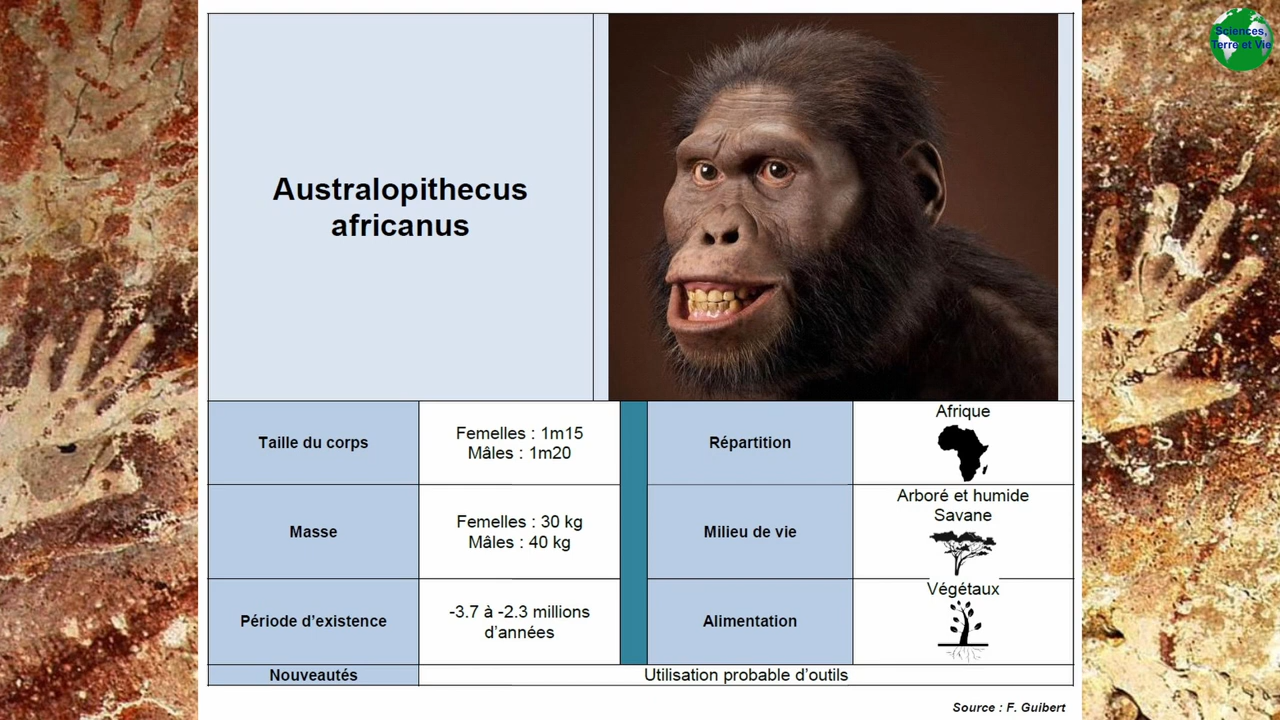 Sciences,
Terre et Vie
Australopithecus
africanus
Taille du corps
Femelles : 1m15
Mâles : 1m20
Répartition
Afrique
Masse
Femelles : 30 kg
Mâles : 40 kg
Milieu de vie
Arboré et humide
Savane
Période d’existence
-3.7 à -2.3 millions
d’années
Alimentation
Végétaux
Nouveautés
Utilisation probable d’outils
Source : F. Guibert